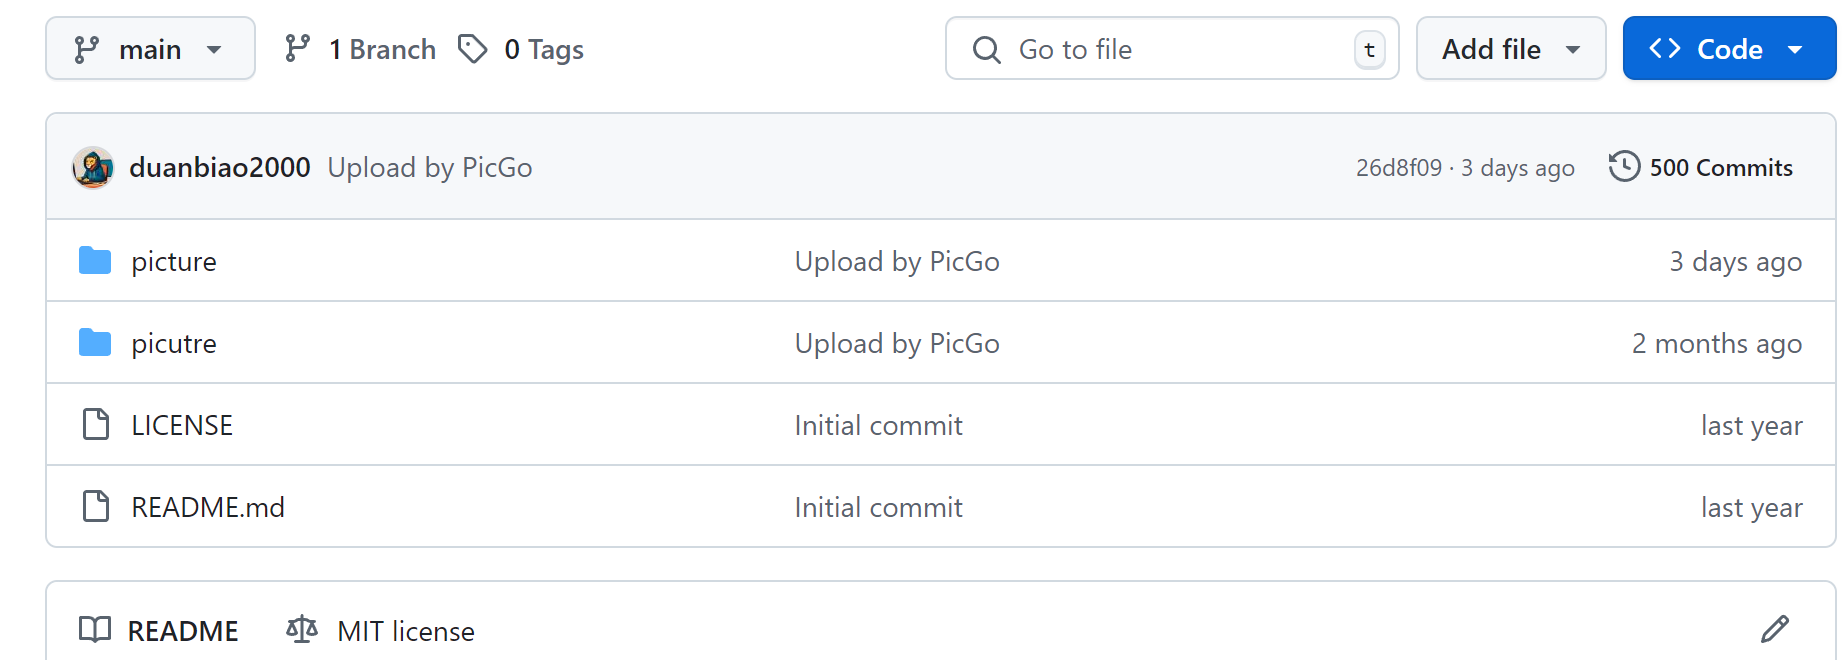 main 1 Branch 0 Tags Go to file t Add file Code
duanbiao2000 Upload by PicGo 26d8f09 · 3 days ago 500 Commits
picture Upload by PicGo 3 days ago
picutre Upload by PicGo 2 months ago
LICENSE Initial commit last year
README.md Initial commit last year
README MIT license